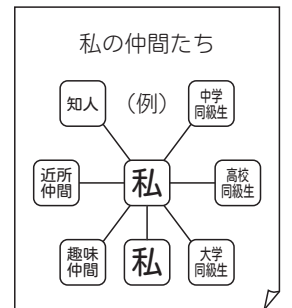 私の仲間たち
知人
(例)
中学
同級生
近所
仲間
私
高校
同級生
趣味
仲間
私
大学
同級生